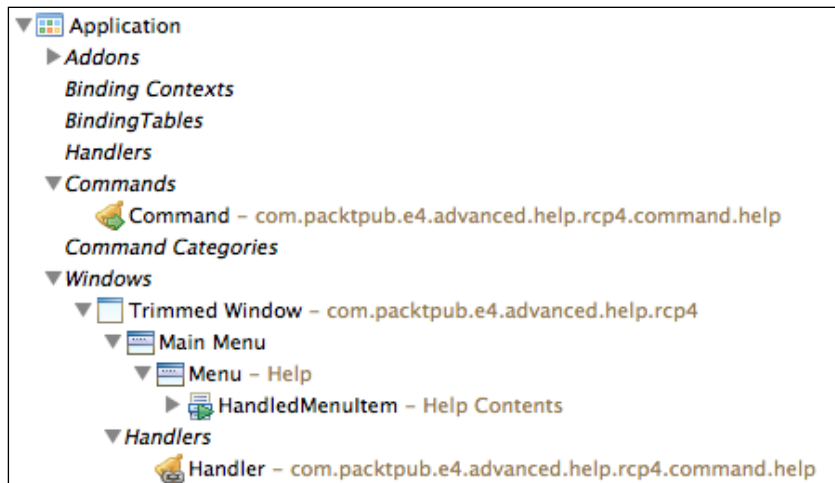 Application
Addons
Binding Contexts
BindingTables
Handlers
Commands
Command – com.packtpub.e4.advanced.help.rcp4.command.help
Command Categories
Windows
Trimmed Window – com.packtpub.e4.advanced.help.rcp4
Main Menu
Menu – Help
HandledMenuItem – Help Contents
Handlers
Handler – com.packtpub.e4.advanced.help.rcp4.command.help